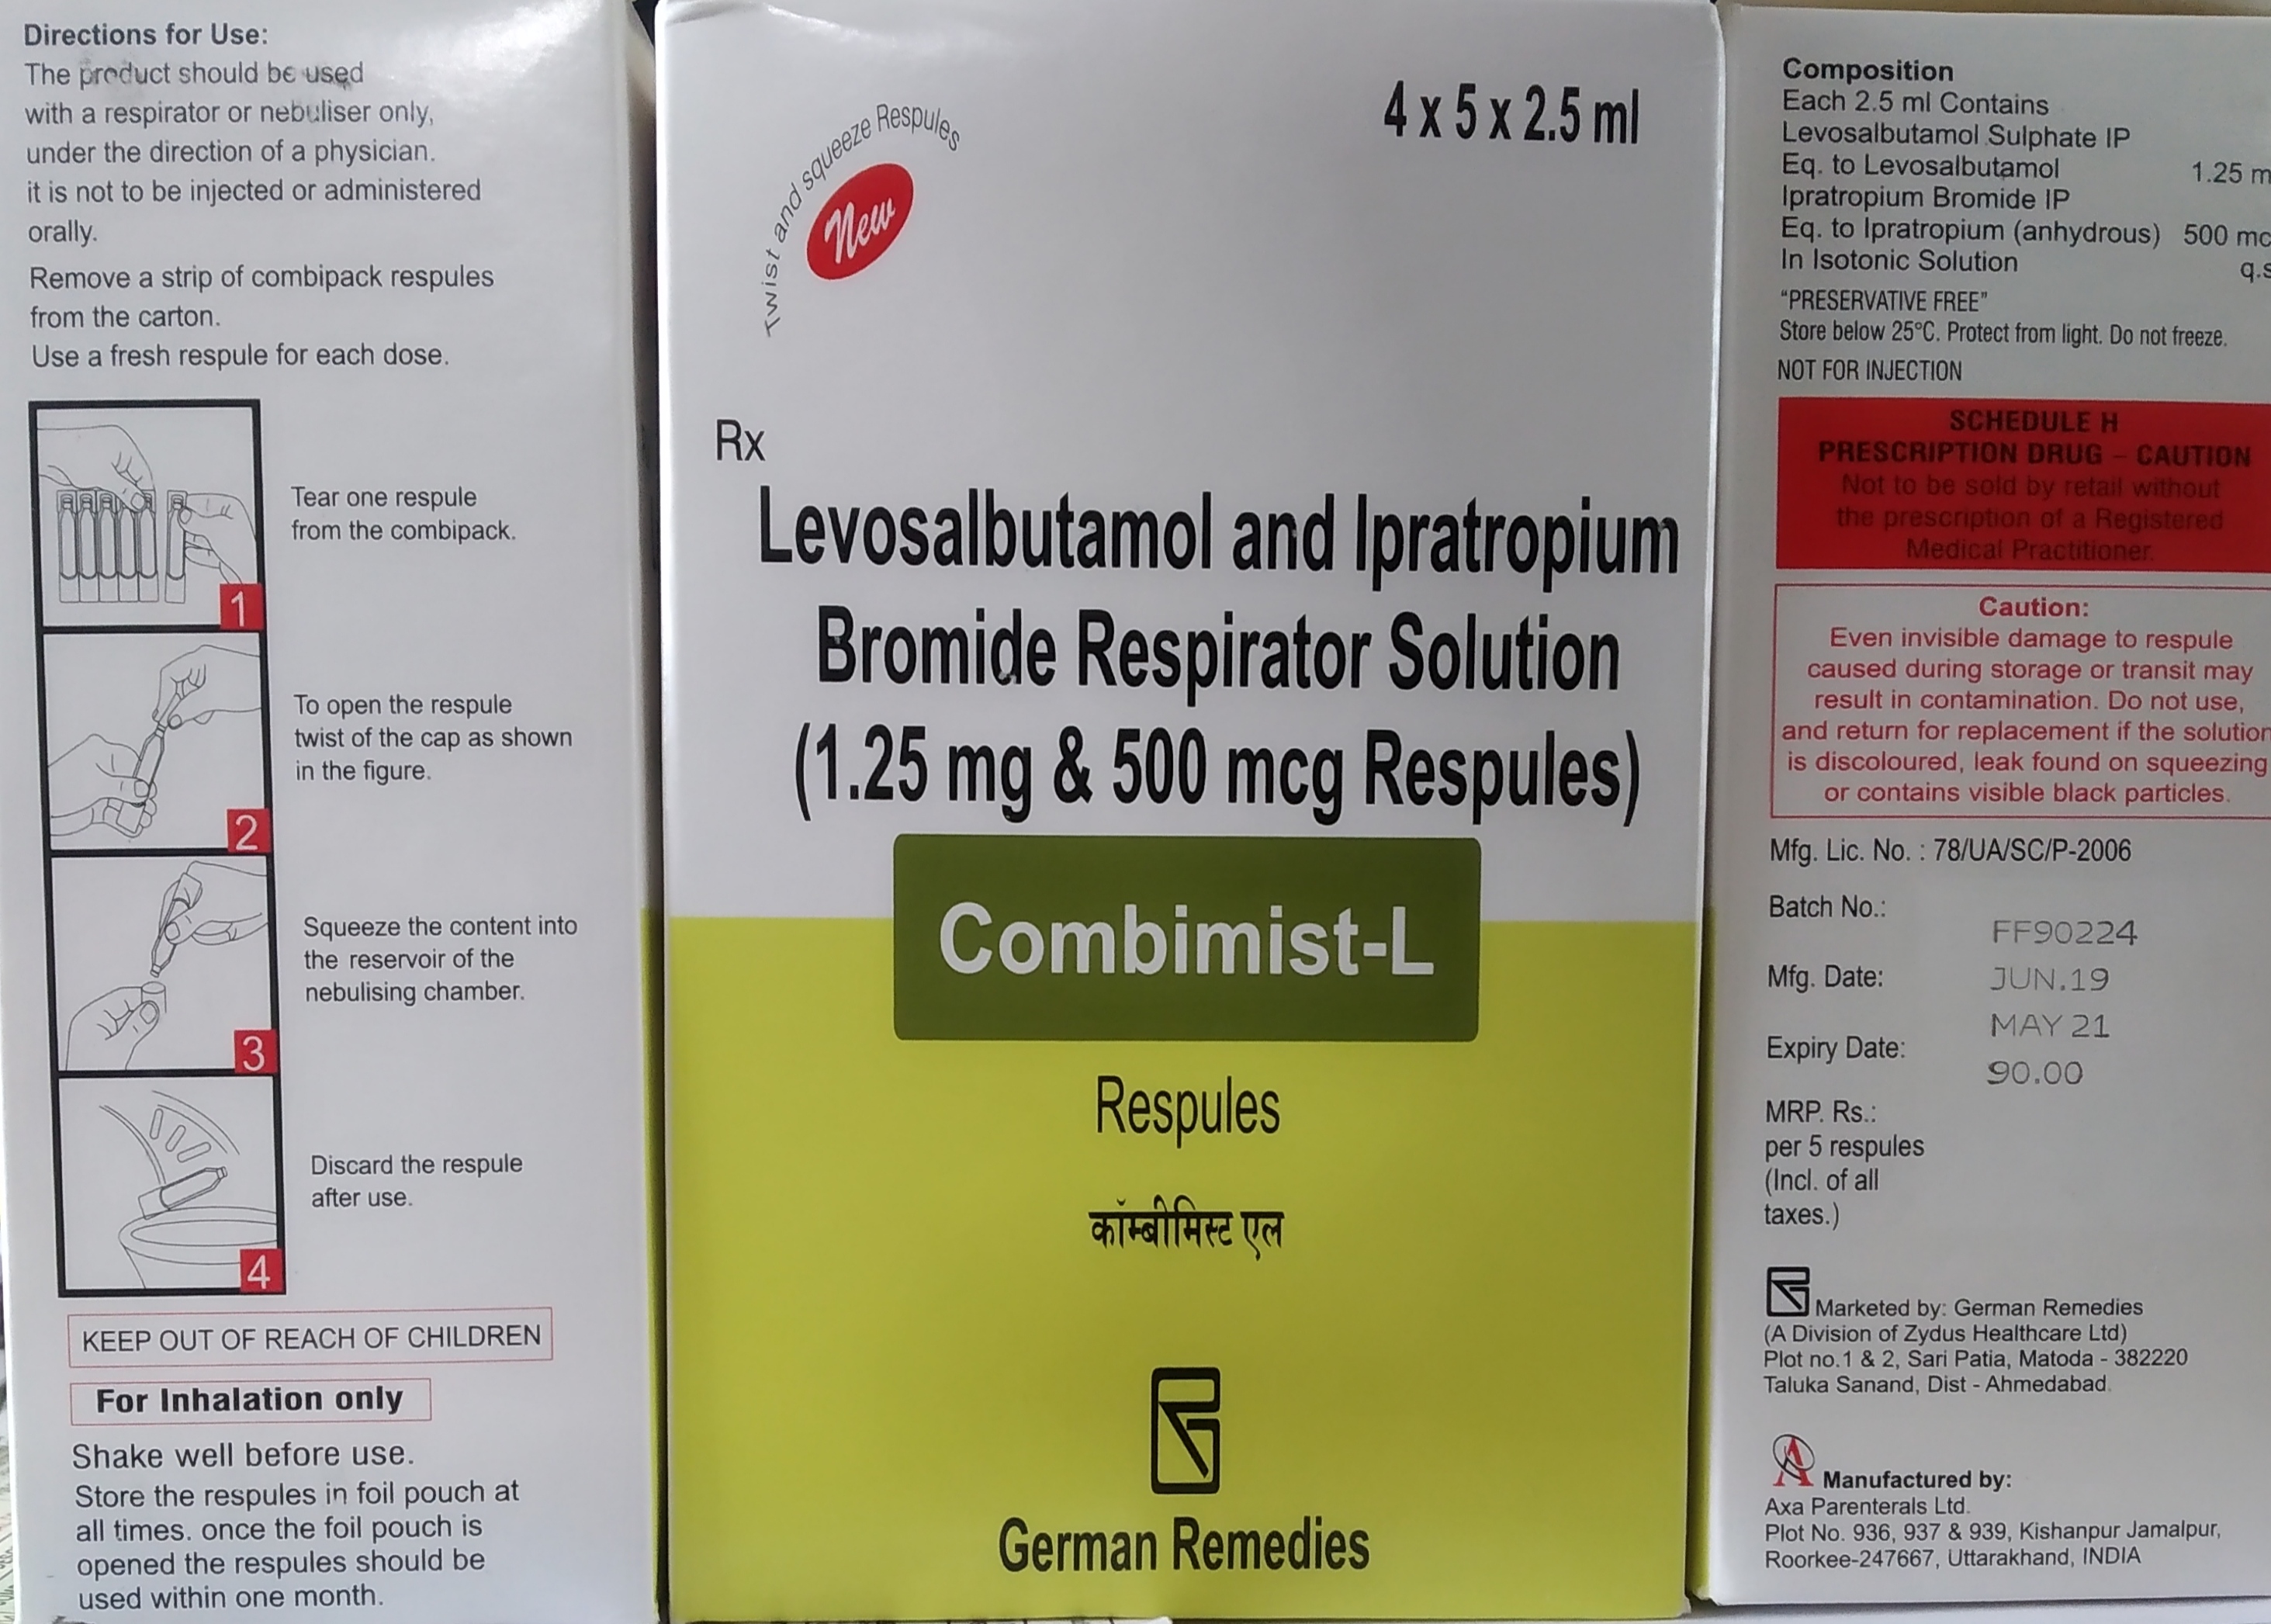 Directions for Use:
The product should be used
with a respirator or nebuliser only,
under the direction of a physician.
it is not to be injected or administered
orally.
Remove a strip of combipack respules
from the carton.
Use a fresh respule for each dose.
Tear one respule
from the combipack.
1
To open the respule
twist of the cap as shown
in the figure.
2
Squeeze the content into
the reservoir of the
nebulising chamber.
3
Discard the respule
after use.
4
KEEP OUT OF REACH OF CHILDREN
For Inhalation only
Shake well before use.
Store the respules in foil pouch at
all times. once the foil pouch is
opened the respules should be
used within one month.
4 x 5 x 2.5 ml
Twist and squeeze Respules
New
Rx
Levosalbutamol and Ipratropium
Bromide Respirator Solution
(1.25 mg & 500 mcg Respules)
Combimist-L
Respules
कॉम्बीमिस्ट एल
German Remedies
Composition
Each 2.5 ml Contains
Levosalbutamol Sulphate IP
Eq. to Levosalbutamol 1.25 m
Ipratropium Bromide IP
Eq. to Ipratropium (anhydrous) 500 mc
In Isotonic Solution q.s
“PRESERVATIVE FREE”
Store below 25°C. Protect from light. Do not freeze.
NOT FOR INJECTION
SCHEDULE H
PRESCRIPTION DRUG – CAUTION
Not to be sold by retail without
the prescription of a Registered
Medical Practitioner.
Caution:
Even invisible damage to respule
caused during storage or transit may
result in contamination. Do not use,
and return for replacement if the solution
is discoloured, leak found on squeezing
or contains visible black particles.
Mfg. Lic. No. : 78/UA/SC/P-2006
Batch No.:
FF90224
Mfg. Date: JUN.19
MAY 21
Expiry Date:
90.00
MRP. Rs.:
per 5 respules
(Incl. of all
taxes.)
Marketed by: German Remedies
(A Division of Zydus Healthcare Ltd)
Plot no.1 & 2, Sari Patia, Matoda - 382220
Taluka Sanand, Dist - Ahmedabad.
Manufactured by:
Axa Parenterals Ltd.
Plot No. 936, 937 & 939, Kishanpur Jamalpur,
Roorkee-247667, Uttarakhand, INDIA